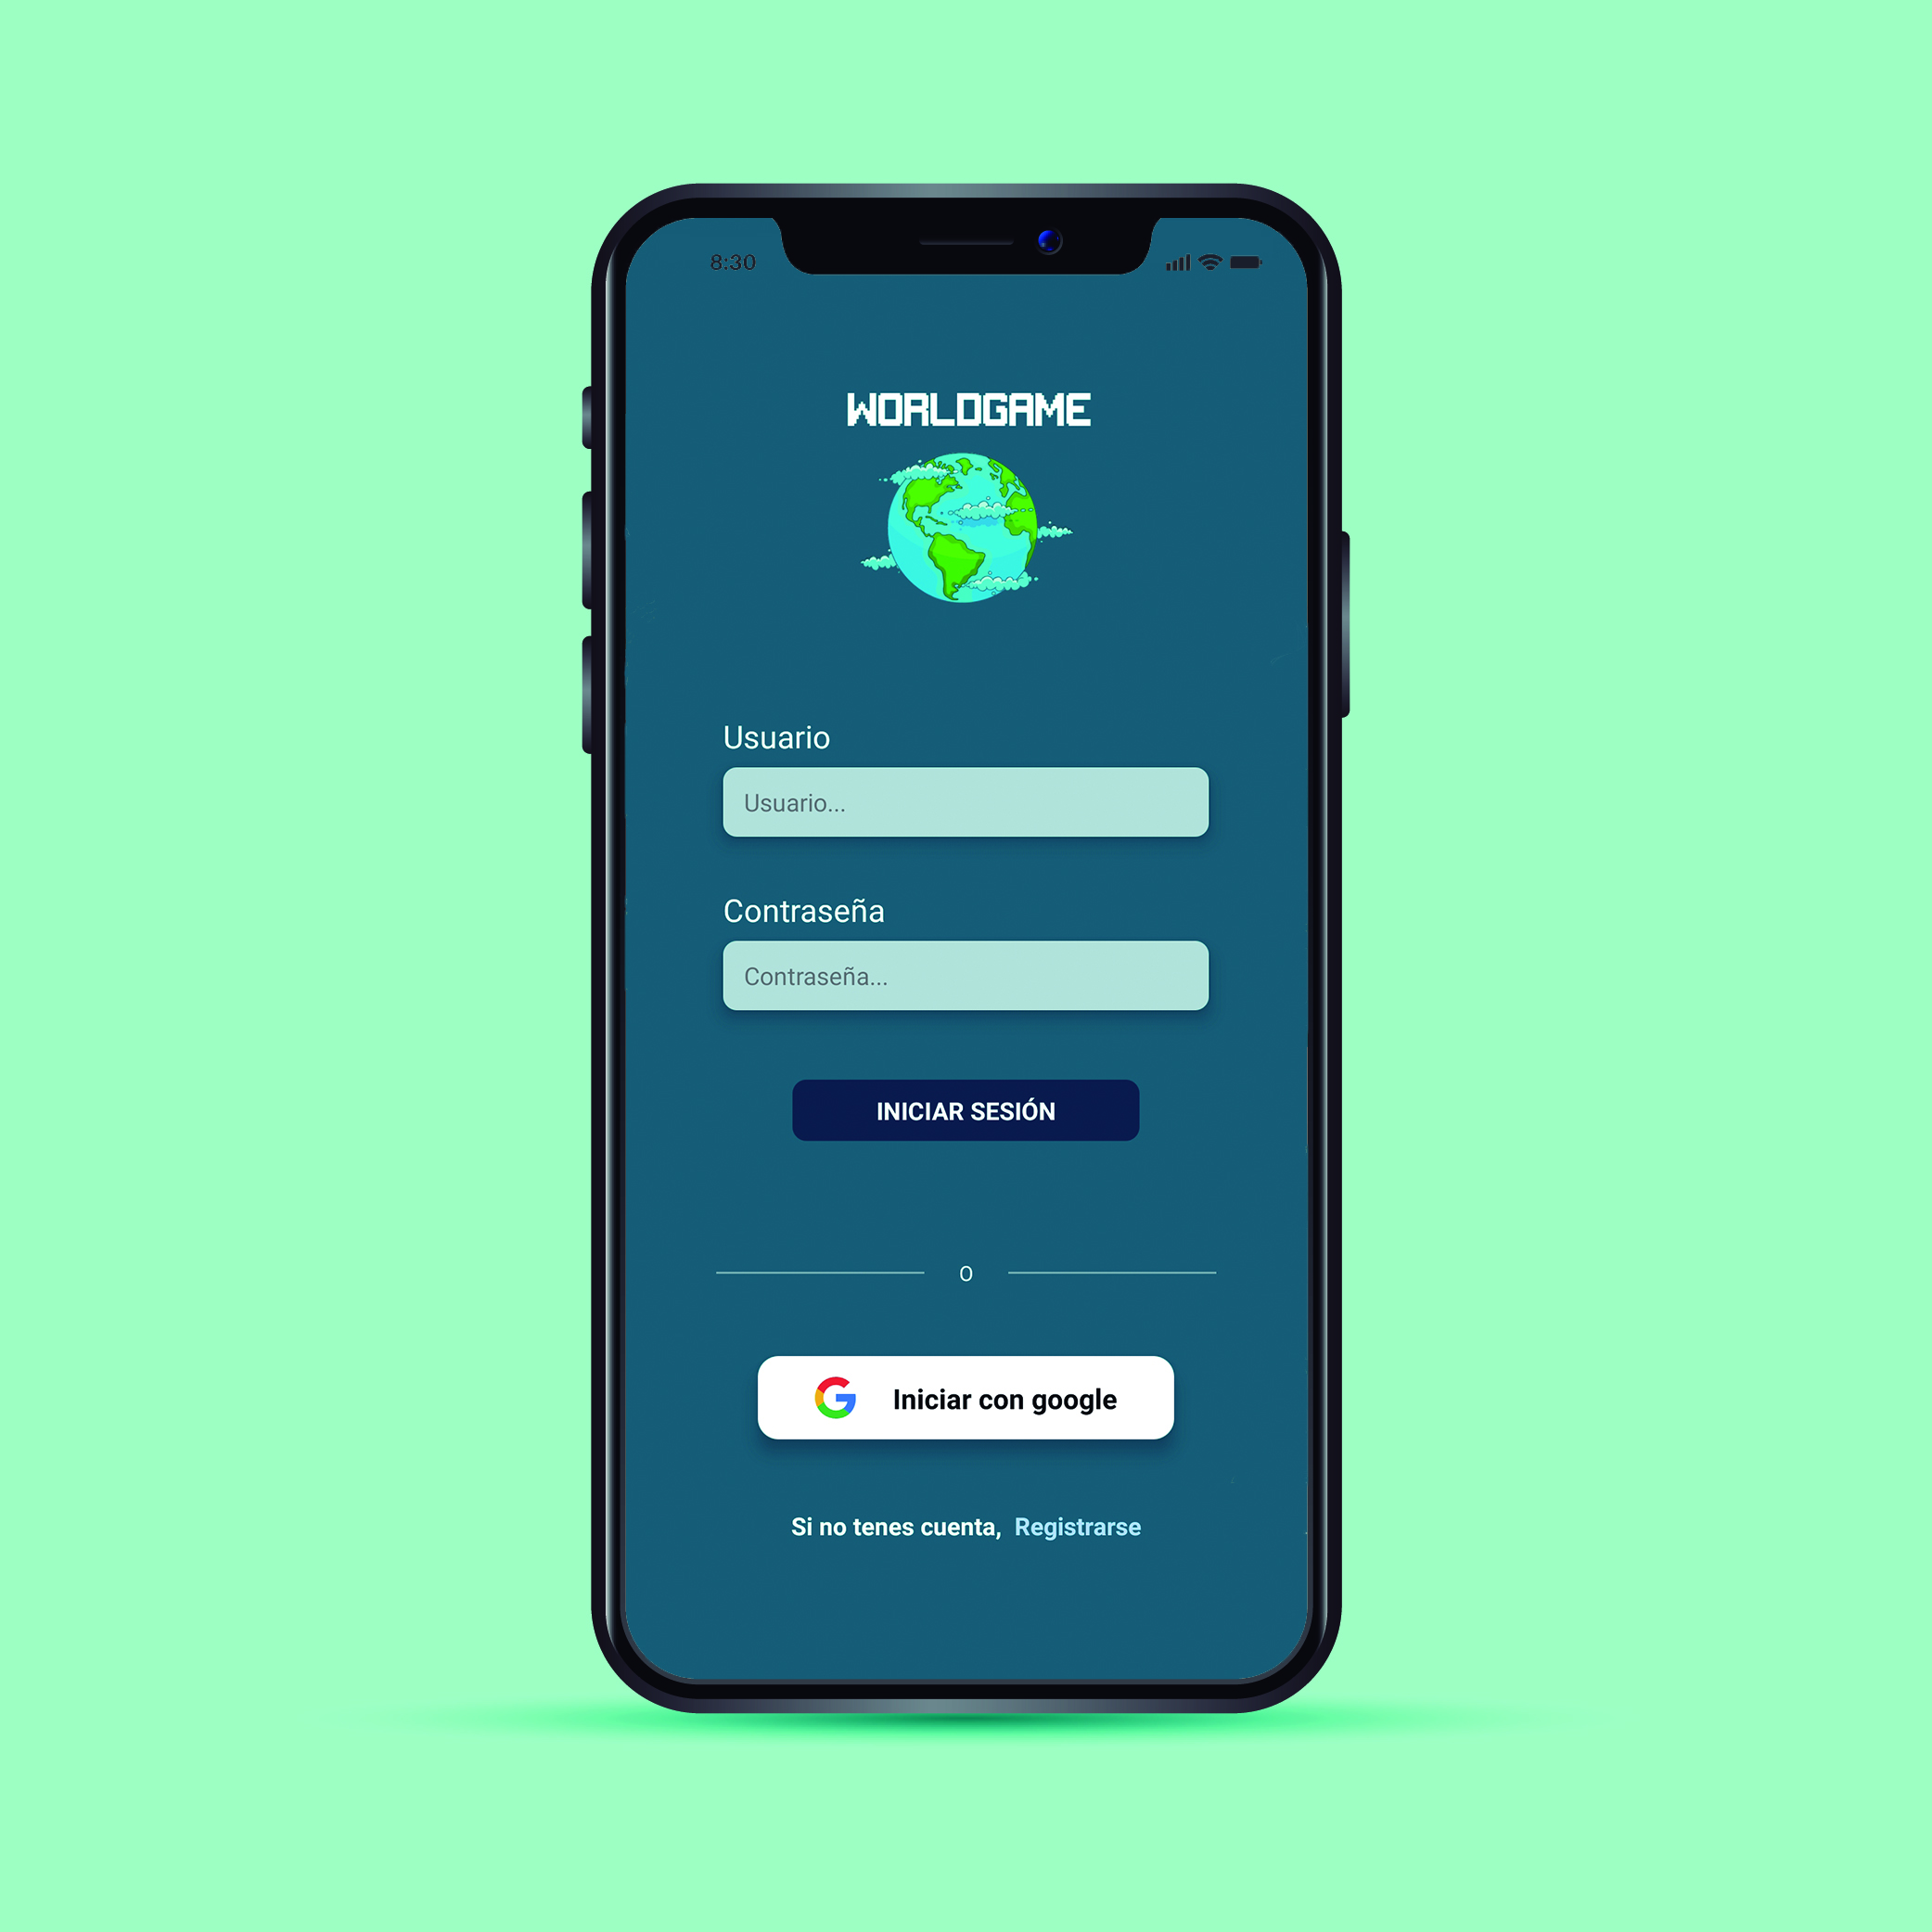 8:30
WORLDGAME
Usuario
Usuario...
Contraseña
Contraseña...
INICIAR SESIÓN
O
Iniciar con google
Si no tenes cuenta, Registrarse